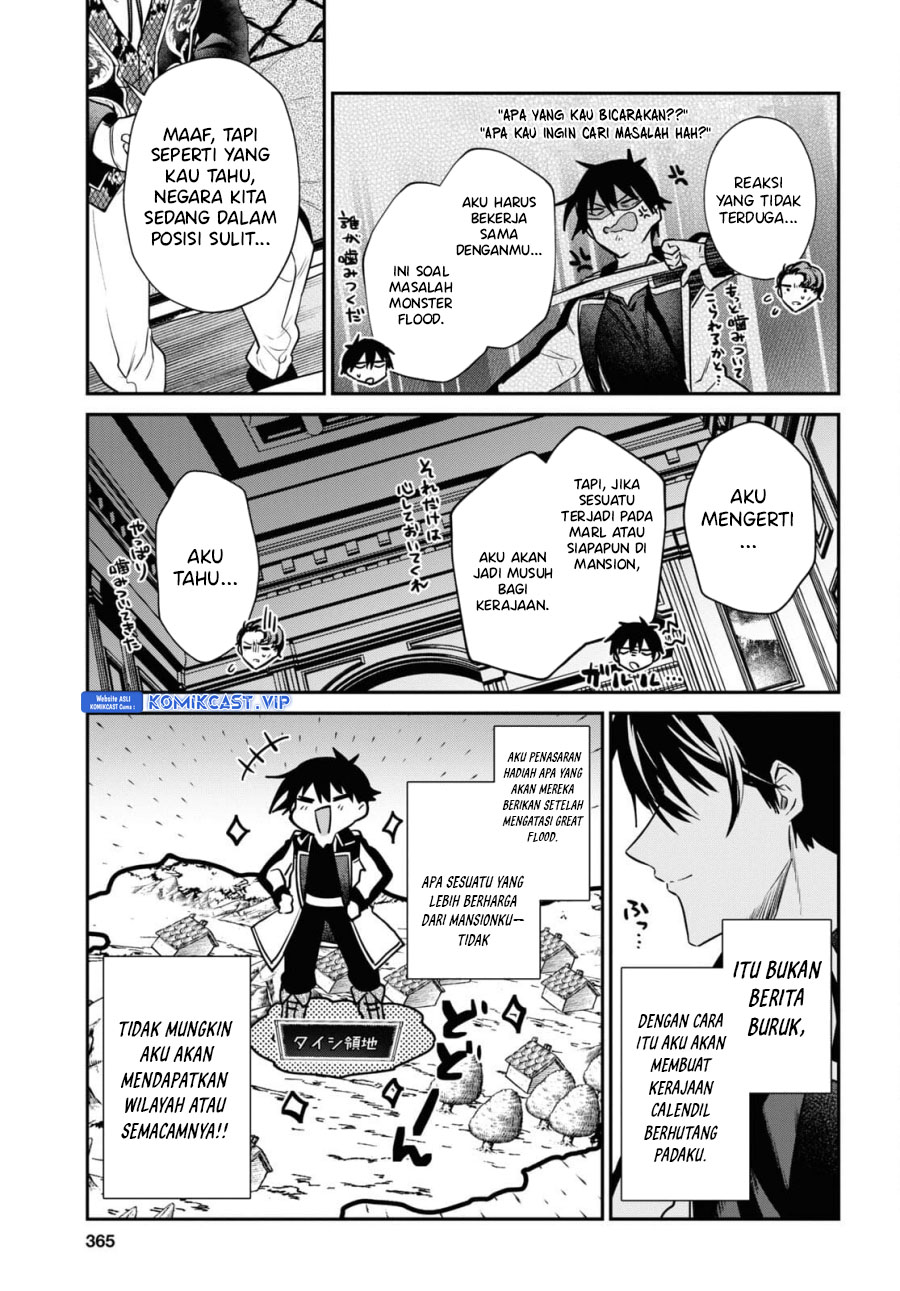 REAKSI
YANG TIDAK
TERDUGA...
もっと噛みついて
こられるかと…
"APA YANG KAU BICARAKAN??"
"APA KAU INGIN CARI MASALAH HAH?"
AKU HARUS
BEKERJA
SAMA
DENGANMU...
INI SOAL
MASALAH
MONSTER
FLOOD.
誰が噛みつくだ
MAAF, TAPI
SEPERTI YANG
KAU TAHU,
NEGARA KITA
SEDANG DALAM
POSISI SULIT...
AKU
MENGERTI
...
TAPI, JIKA
SESUATU
TERJADI PADA
MARL ATAU
SIAPAPUN DI
MANSION,
AKU AKAN
JADI MUSUH
BAGI
KERAJAAN.
ガルル...
それだけは
心しておいてくれ
AKU
TAHU...
やっぱり
噛みついてきた
Website ASLI
KOMIKCAST Cuma :
KOMIKCAST.VIP
ふっ…
ITU BUKAN
BERITA
BURUK,
DENGAN CARA
ITU AKU AKAN
MEMBUAT
KERAJAAN
CALENDIL
BERHUTANG
PADAKU.
AKU PENASARAN
HADIAH APA YANG
AKAN MEREKA
BERIKAN SETELAH
MENGATASI GREAT
FLOOD.
APA SESUATU YANG
LEBIH BERHARGA
DARI MANSIONKU--
TIDAK
タイシ領地
どどーん
TIDAK MUNGKIN
AKU AKAN
MENDAPATKAN
WILAYAH ATAU
SEMACAMNYA!!
365